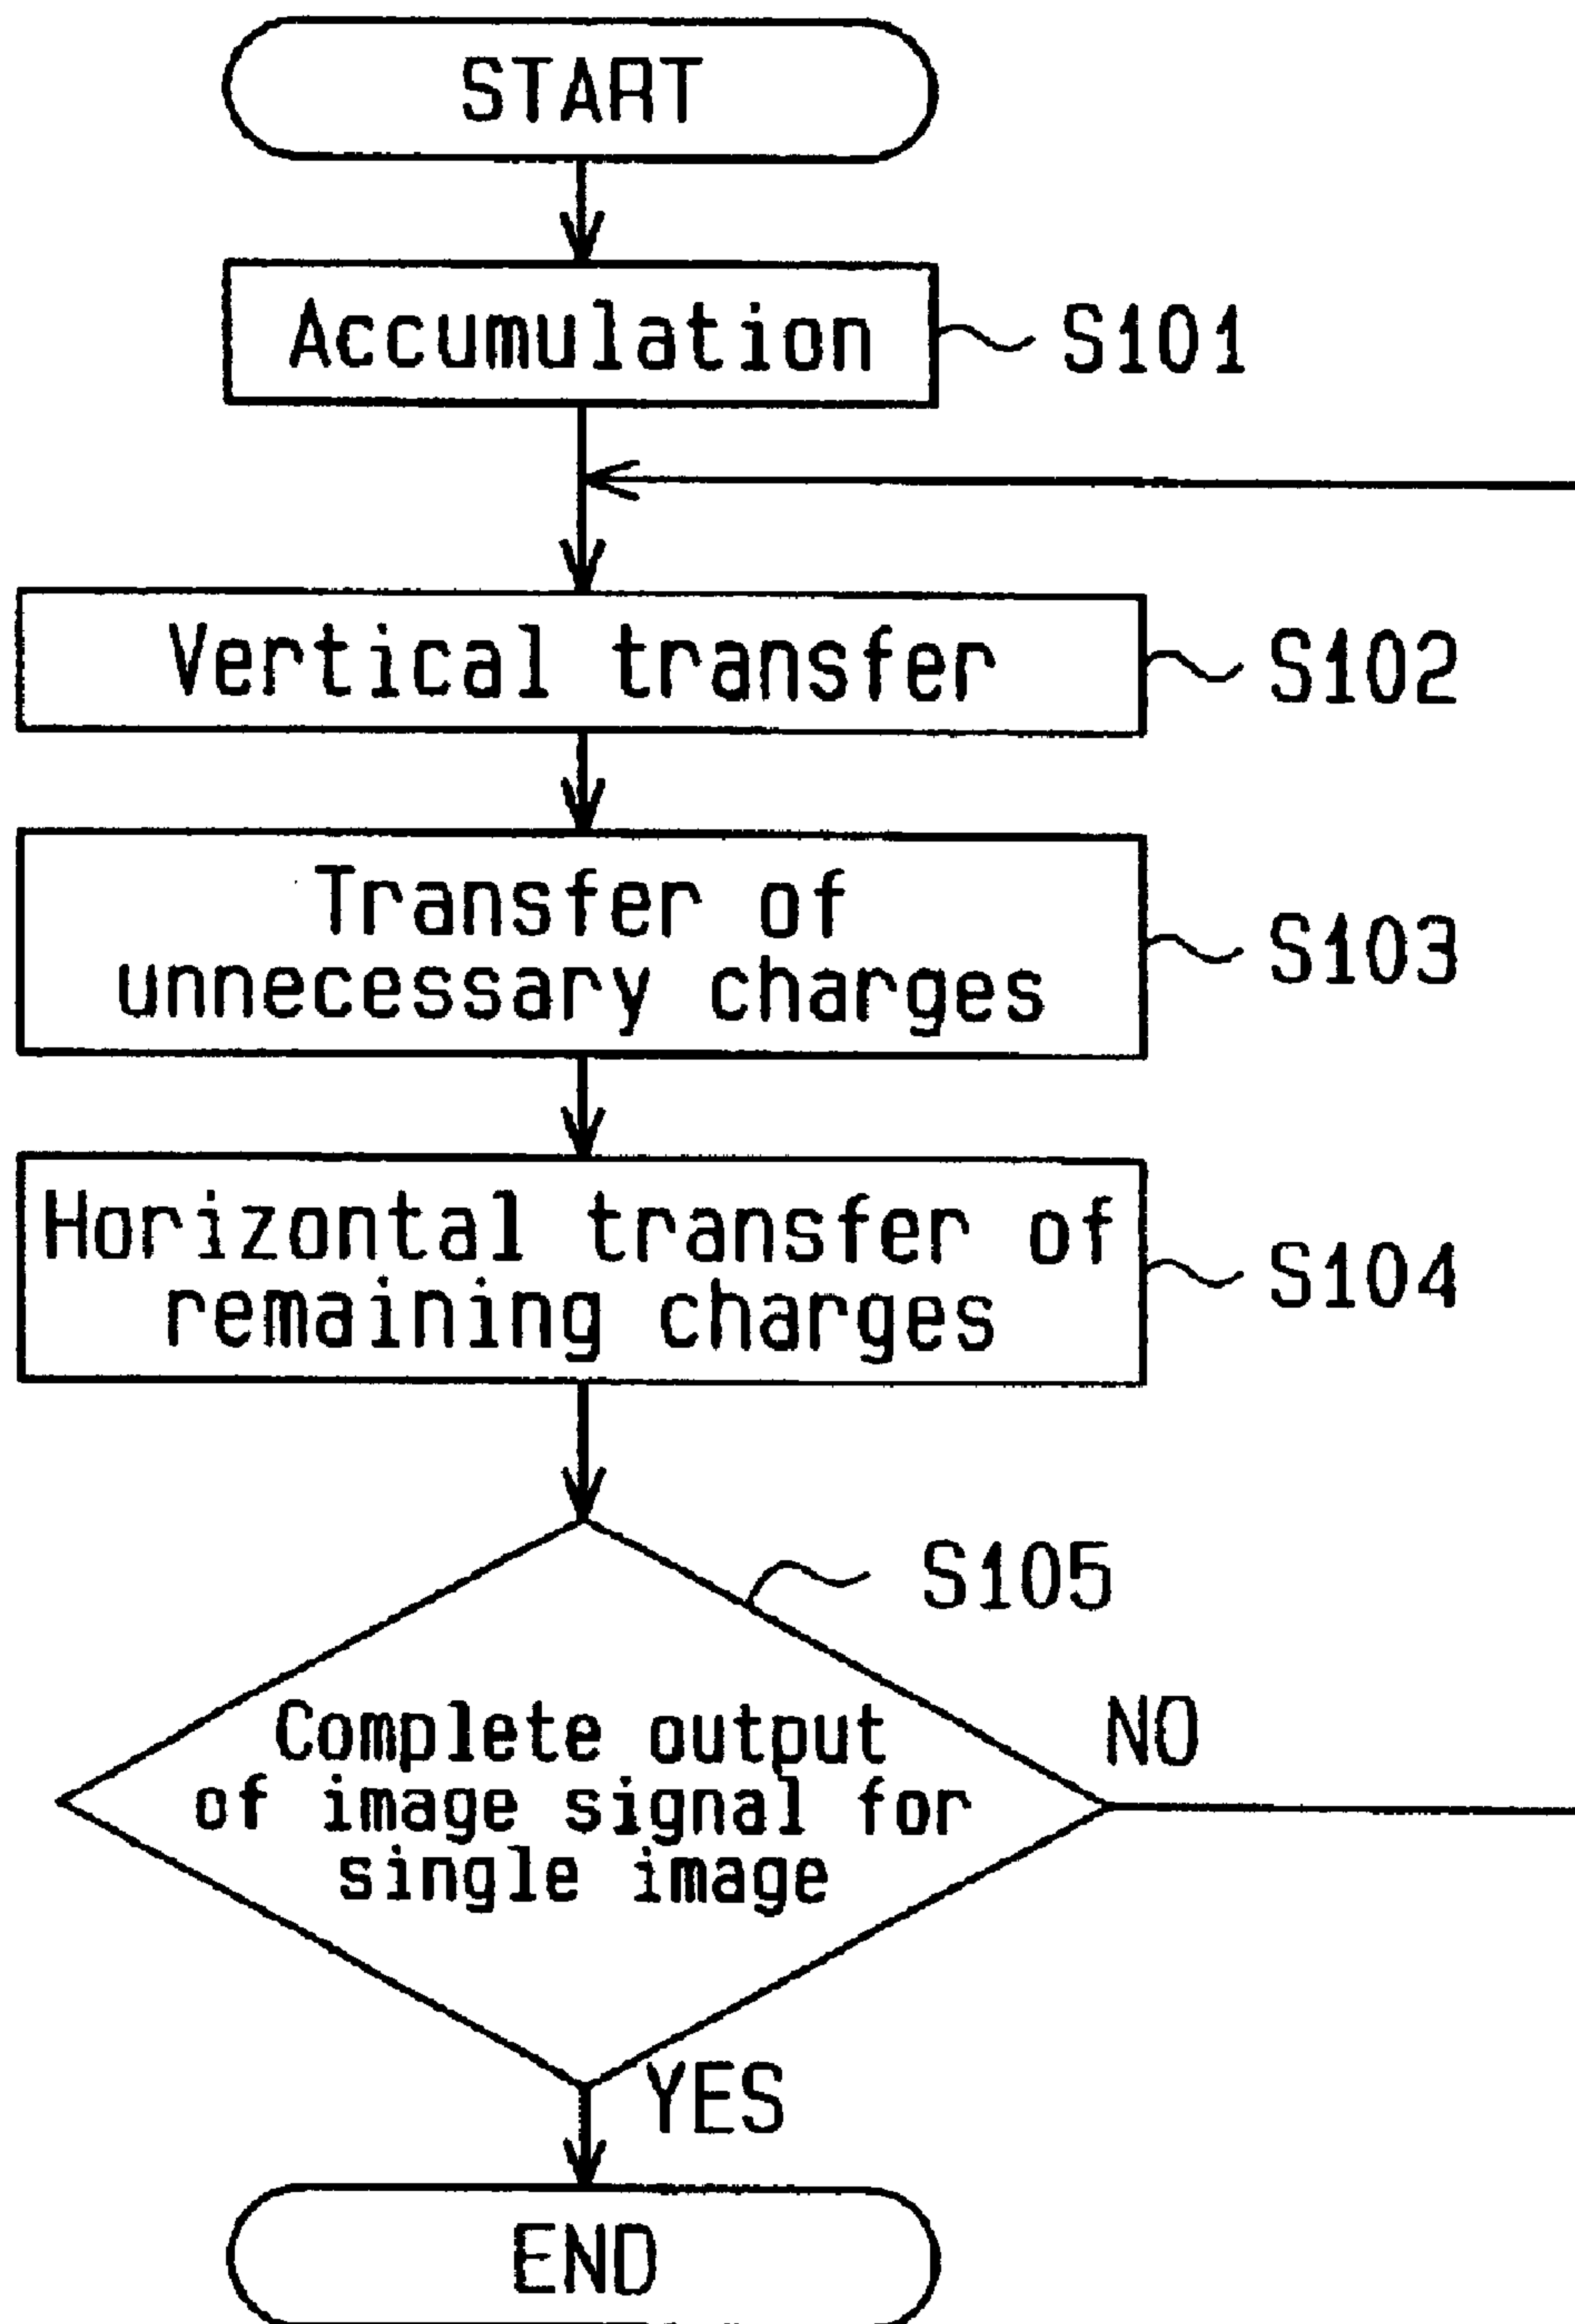 START
Accumulation
S101
Vertical transfer
S102
Transfer of
unnecessary charges
S103
Horizontal transfer of
remaining charges
S104
S105
Complete output
of image signal for
single image
NO
YES
END